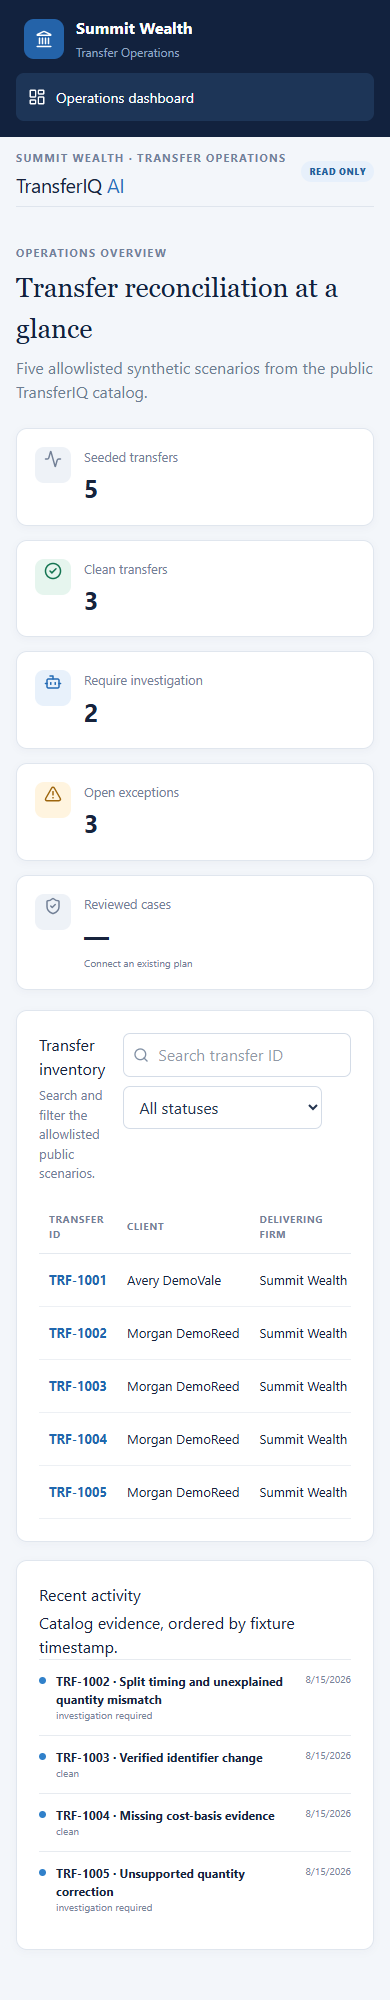 Summit Wealth
Transfer Operations
Operations dashboard
SUMMIT WEALTH · TRANSFER OPERATIONS
TransferIQ AI
READ ONLY
OPERATIONS OVERVIEW
Transfer reconciliation at a
glance
Five allowlisted synthetic scenarios from the public
TransferIQ catalog.
Seeded transfers
5
Clean transfers
3
Require investigation
2
Open exceptions
3
Reviewed cases
—
Connect an existing plan
Transfer
inventory
Search and
filter the
allowlisted
public
scenarios.
Search transfer ID
All statuses
TRANSFER
ID
CLIENT
DELIVERING
FIRM
TRF-1001 Avery DemoVale Summit Wealth
TRF-1002 Morgan DemoReed Summit Wealth
TRF-1003 Morgan DemoReed Summit Wealth
TRF-1004 Morgan DemoReed Summit Wealth
TRF-1005 Morgan DemoReed Summit Wealth
Recent activity
Catalog evidence, ordered by fixture
timestamp.
TRF-1002 · Split timing and unexplained 8/15/2026
quantity mismatch
investigation required
TRF-1003 · Verified identifier change 8/15/2026
clean
TRF-1004 · Missing cost-basis evidence 8/15/2026
clean
TRF-1005 · Unsupported quantity 8/15/2026
correction
investigation required